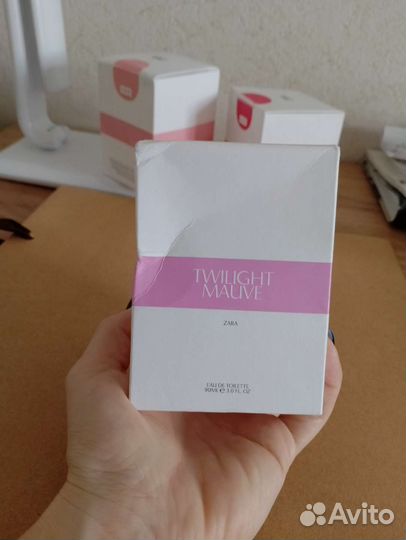 TWILIGHT
MAUVE
ZARA
EAU DE TOILETTE
90ML ℮ 3.0 FL. OZ
Avito